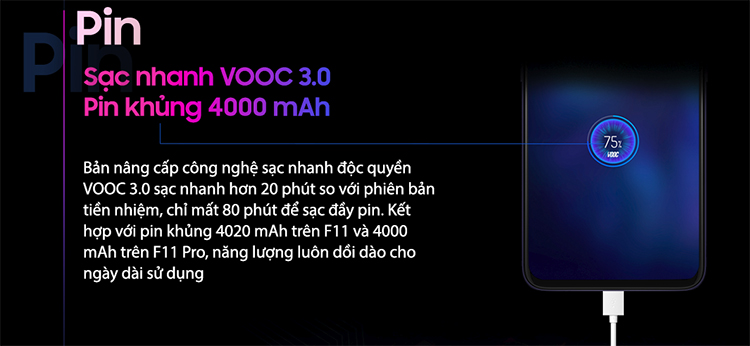 Pin
Pin
Sạc nhanh VOOC 3.0
Pin khủng 4000 mAh
75%
VOOC
Bản nâng cấp công nghệ sạc nhanh độc quyền
VOOC 3.0 sạc nhanh hơn 20 phút so với phiên bản
tiền nhiệm, chỉ mất 80 phút để sạc đầy pin. Kết
hợp với pin khủng 4020 mAh trên F11 và 4000
mAh trên F11 Pro, năng lượng luôn dồi dào cho
ngày dài sử dụng